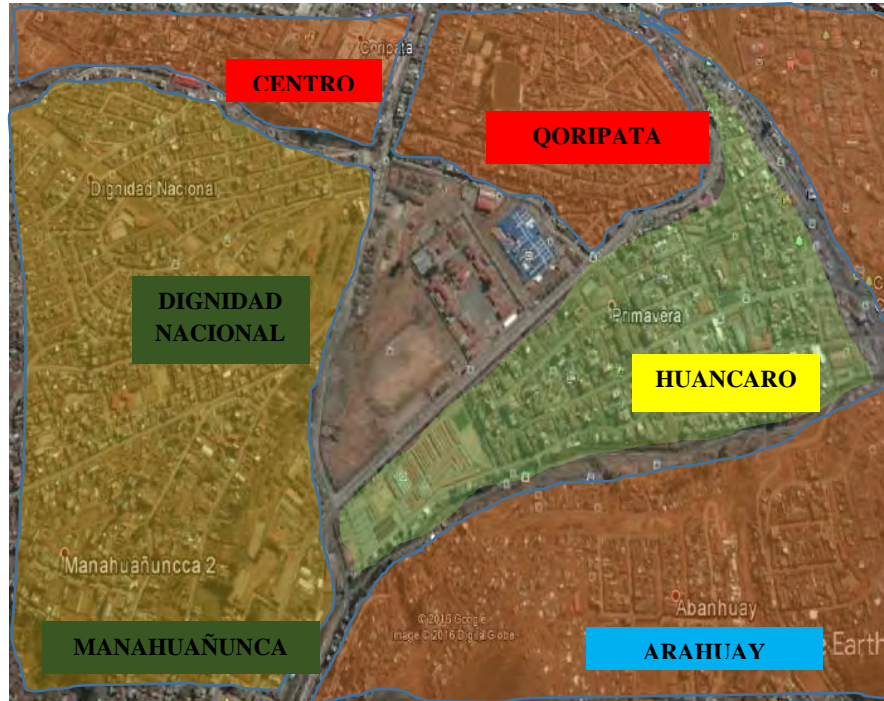 Coripata
CENTRO
QORIPATA
Dignidad Nacional
DIGNIDAD
NACIONAL
Primavera
HUANCARO
Manahuañuncca 2
Abanhuay
© 2016 Google
Image © 2016 DigitalGlobe
Earth
MANAHUAÑUNCA
ARAHUAY